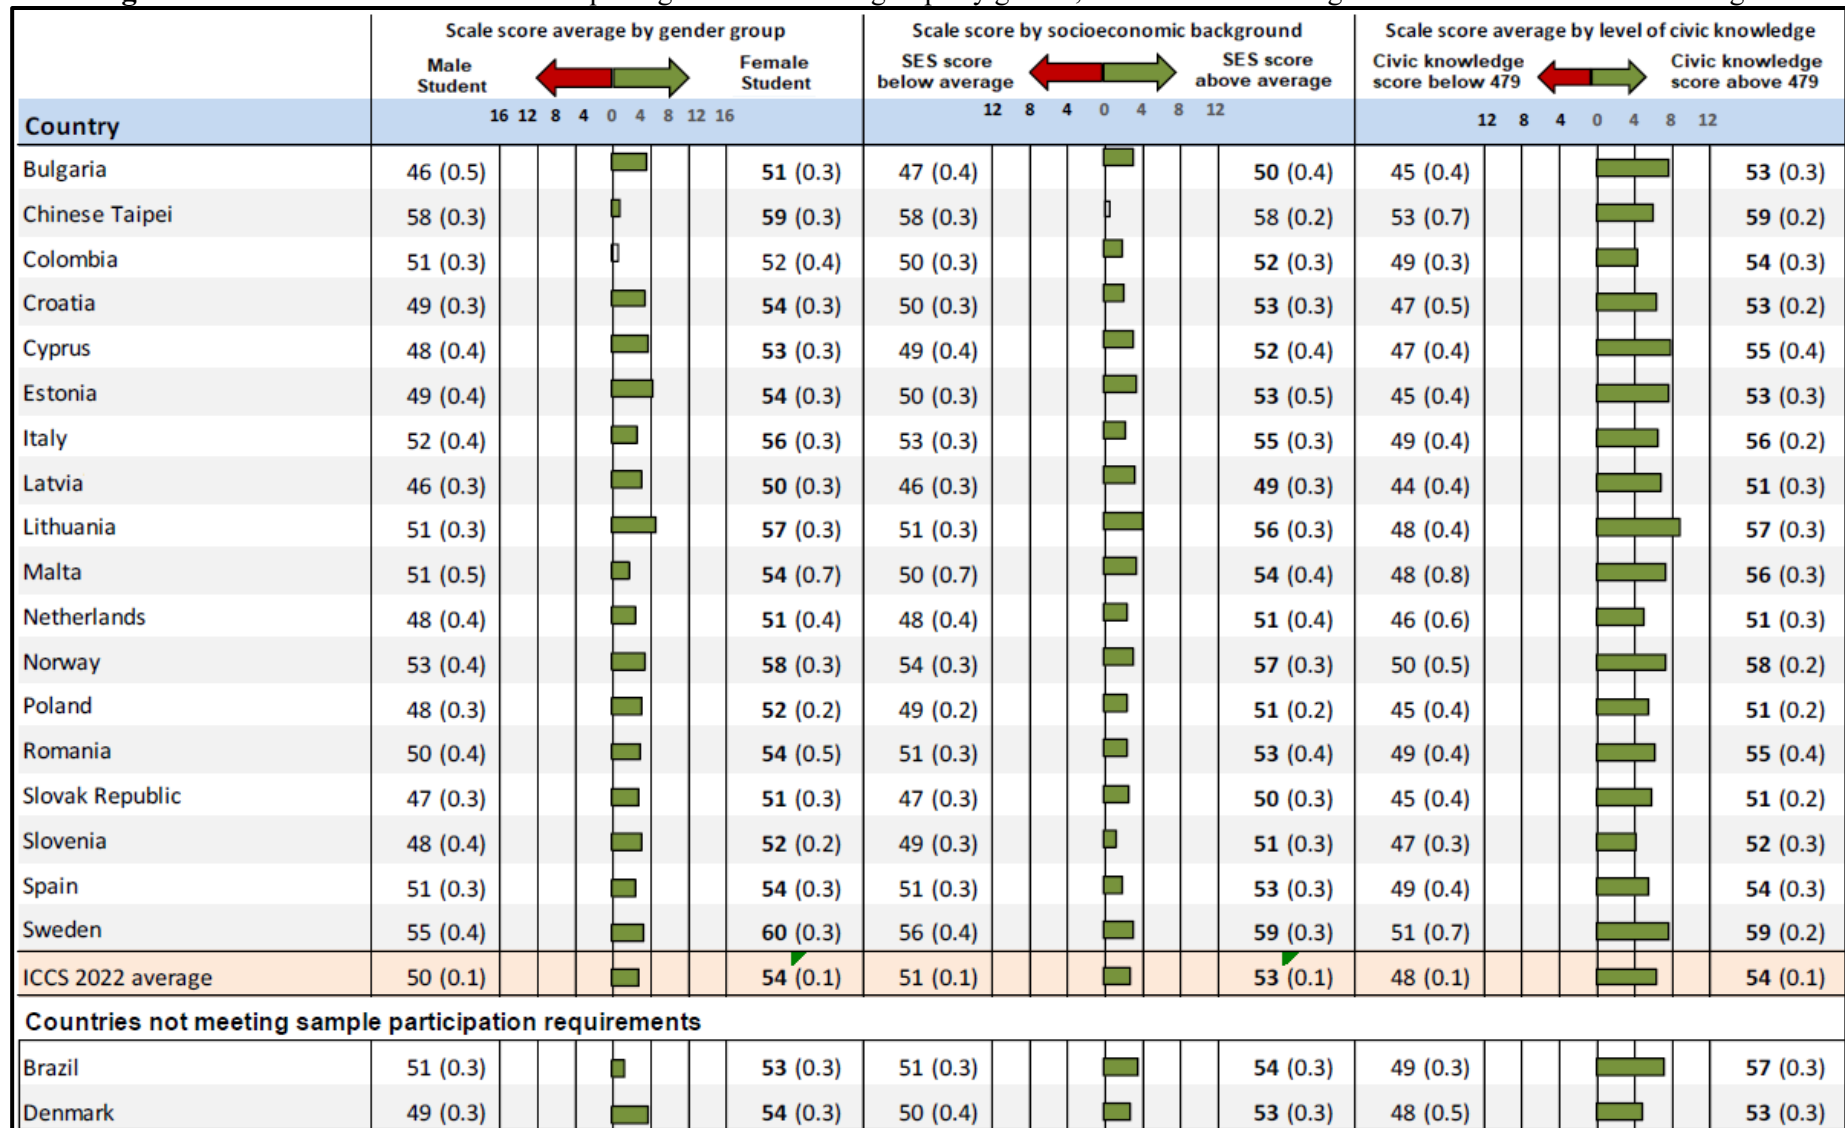 Scale score average by gender group Scale score by socioeconomic background Scale score average by level of civic knowledge
Male Student Female Student SES score below average SES score above average Civic knowledge score below 479 Civic knowledge score above 479
Country 16 12 8 4 0 4 8 12 16 12 8 4 0 4 8 12 12 8 4 0 4 8 12
Bulgaria 46 (0.5) 51 (0.3) 47 (0.4) 50 (0.4) 45 (0.4) 53 (0.3)
Chinese Taipei 58 (0.3) 59 (0.3) 58 (0.3) 58 (0.2) 53 (0.7) 59 (0.2)
Colombia 51 (0.3) 52 (0.4) 50 (0.3) 52 (0.3) 49 (0.3) 54 (0.3)
Croatia 49 (0.3) 54 (0.3) 50 (0.3) 53 (0.3) 47 (0.5) 53 (0.2)
Cyprus 48 (0.4) 53 (0.3) 49 (0.4) 52 (0.4) 47 (0.4) 55 (0.4)
Estonia 49 (0.4) 54 (0.3) 50 (0.3) 53 (0.5) 45 (0.4) 53 (0.3)
Italy 52 (0.4) 56 (0.3) 53 (0.3) 55 (0.3) 49 (0.4) 56 (0.2)
Latvia 46 (0.3) 50 (0.3) 46 (0.3) 49 (0.3) 44 (0.4) 51 (0.3)
Lithuania 51 (0.3) 57 (0.3) 51 (0.3) 56 (0.3) 48 (0.4) 57 (0.3)
Malta 51 (0.5) 54 (0.7) 50 (0.7) 54 (0.4) 48 (0.8) 56 (0.3)
Netherlands 48 (0.4) 51 (0.4) 48 (0.4) 51 (0.4) 46 (0.6) 51 (0.3)
Norway 53 (0.4) 58 (0.3) 54 (0.3) 57 (0.3) 50 (0.5) 58 (0.2)
Poland 48 (0.3) 52 (0.2) 49 (0.2) 51 (0.2) 45 (0.4) 51 (0.2)
Romania 50 (0.4) 54 (0.5) 51 (0.3) 53 (0.4) 49 (0.4) 55 (0.4)
Slovak Republic 47 (0.3) 51 (0.3) 47 (0.3) 50 (0.3) 45 (0.4) 51 (0.2)
Slovenia 48 (0.4) 52 (0.2) 49 (0.3) 51 (0.3) 47 (0.3) 52 (0.3)
Spain 51 (0.3) 54 (0.3) 51 (0.3) 53 (0.3) 49 (0.4) 54 (0.3)
Sweden 55 (0.4) 60 (0.3) 56 (0.4) 59 (0.3) 51 (0.7) 59 (0.2)
ICCS 2022 average 50 (0.1) 54 (0.1) 51 (0.1) 53 (0.1) 48 (0.1) 54 (0.1)
Countries not meeting sample participation requirements
Brazil 51 (0.3) 53 (0.3) 51 (0.3) 54 (0.3) 49 (0.3) 57 (0.3)
Denmark 49 (0.3) 54 (0.3) 50 (0.4) 53 (0.3) 48 (0.5) 53 (0.3)